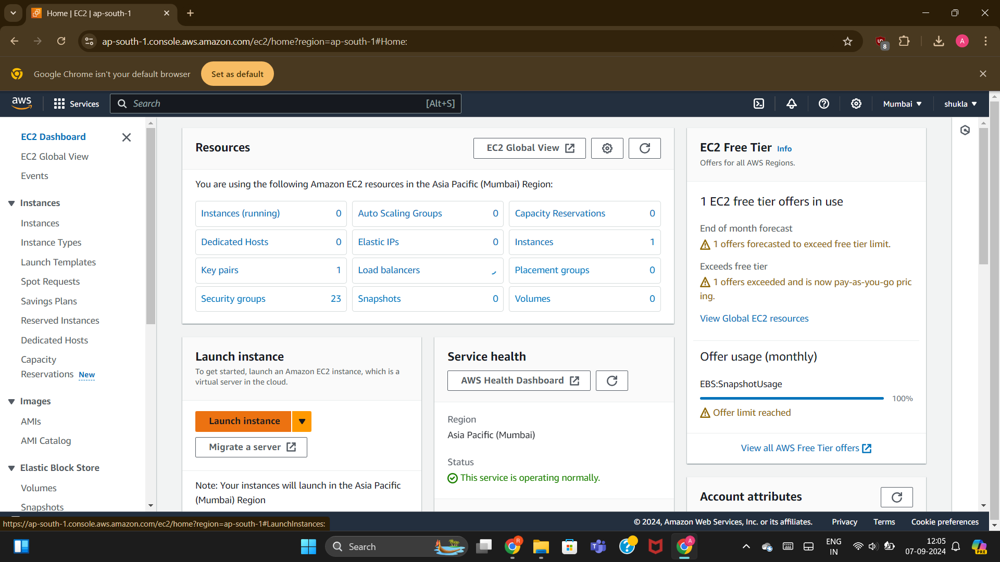 Home | EC2 | ap-south-1
ap-south-1.console.aws.amazon.com/ec2/home?region=ap-south-1#Home:
8
A
Google Chrome isn't your default browser
Set as default
aws
Services
Search
[Alt+S]
Mumbai
shukla
EC2 Dashboard
EC2 Global View
Events
Instances
Instances
Instance Types
Launch Templates
Spot Requests
Savings Plans
Reserved Instances
Dedicated Hosts
Capacity
Reservations New
Images
AMIs
AMI Catalog
Elastic Block Store
Volumes
Snapshots
Resources
EC2 Global View
You are using the following Amazon EC2 resources in the Asia Pacific (Mumbai) Region:
Instances (running) 0
Auto Scaling Groups 0
Capacity Reservations 0
Dedicated Hosts 0
Elastic IPs 0
Instances 1
Key pairs 1
Load balancers
Placement groups 0
Security groups 23
Snapshots 0
Volumes 0
Launch instance
To get started, launch an Amazon EC2 instance, which is a
virtual server in the cloud.
Launch instance
Migrate a server
Note: Your instances will launch in the Asia Pacific
(Mumbai) Region
Service health
AWS Health Dashboard
Region
Asia Pacific (Mumbai)
Status
This service is operating normally.
EC2 Free Tier Info
Offers for all AWS Regions.
1 EC2 free tier offers in use
End of month forecast
1 offers forecasted to exceed free tier limit.
Exceeds free tier
1 offers exceeded and is now pay-as-you-go pric
ing.
View Global EC2 resources
Offer usage (monthly)
EBS:SnapshotUsage
100%
Offer limit reached
View all AWS Free Tier offers
Account attributes
https://ap-south-1.console.aws.amazon.com/ec2/home?region=ap-south-1#LaunchInstances:
© 2024, Amazon Web Services, Inc. or its affiliates.
Privacy
Terms
Cookie preferences
Search
R
A
ENG
IN
12:05
07-09-2024
PRE